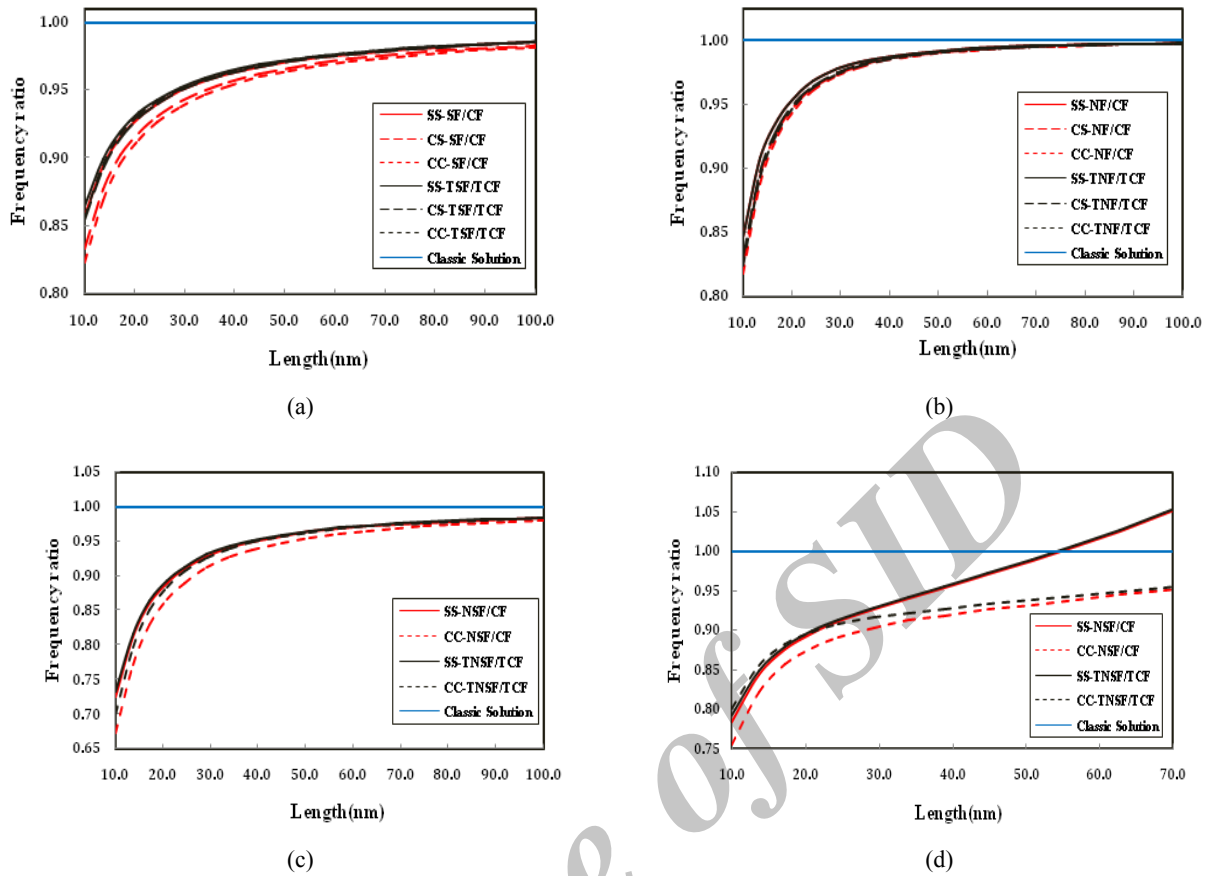 1.00
0.95
0.90
0.85
0.80
Frequency ratio
SS-SF/CF
CS-SF/CF
CC-SF/CF
SS-TSF/TCF
CS-TSF/TCF
CC-TSF/TCF
Classic Solution
10.0 20.0 30.0 40.0 50.0 60.0 70.0 80.0 90.0 100.0
Length(nm)
(a)
1.00
0.95
0.90
0.85
0.80
Frequency ratio
SS-NF/CF
CS-NF/CF
CC-NF/CF
SS-TNF/TCF
CS-TNF/TCF
CC-TNF/TCF
Classic Solution
10.0 20.0 30.0 40.0 50.0 60.0 70.0 80.0 90.0 100.0
Length(nm)
(b)
1.05
1.00
0.95
0.90
0.85
0.80
0.75
0.70
0.65
Frequency ratio
SS-NSF/CF
CC-NSF/CF
SS-TNSF/TCF
CC-TNSF/TCF
Classic Solution
10.0 20.0 30.0 40.0 50.0 60.0 70.0 80.0 90.0 100.0
Length(nm)
(c)
1.10
1.05
1.00
0.95
0.90
0.85
0.80
0.75
Frequency ratio
SS-NSF/CF
CC-NSF/CF
SS-TNSF/TCF
CC-TNSF/TCF
Classic Solution
10.0 20.0 30.0 40.0 50.0 60.0 70.0
Length(nm)
(d)
e of SID